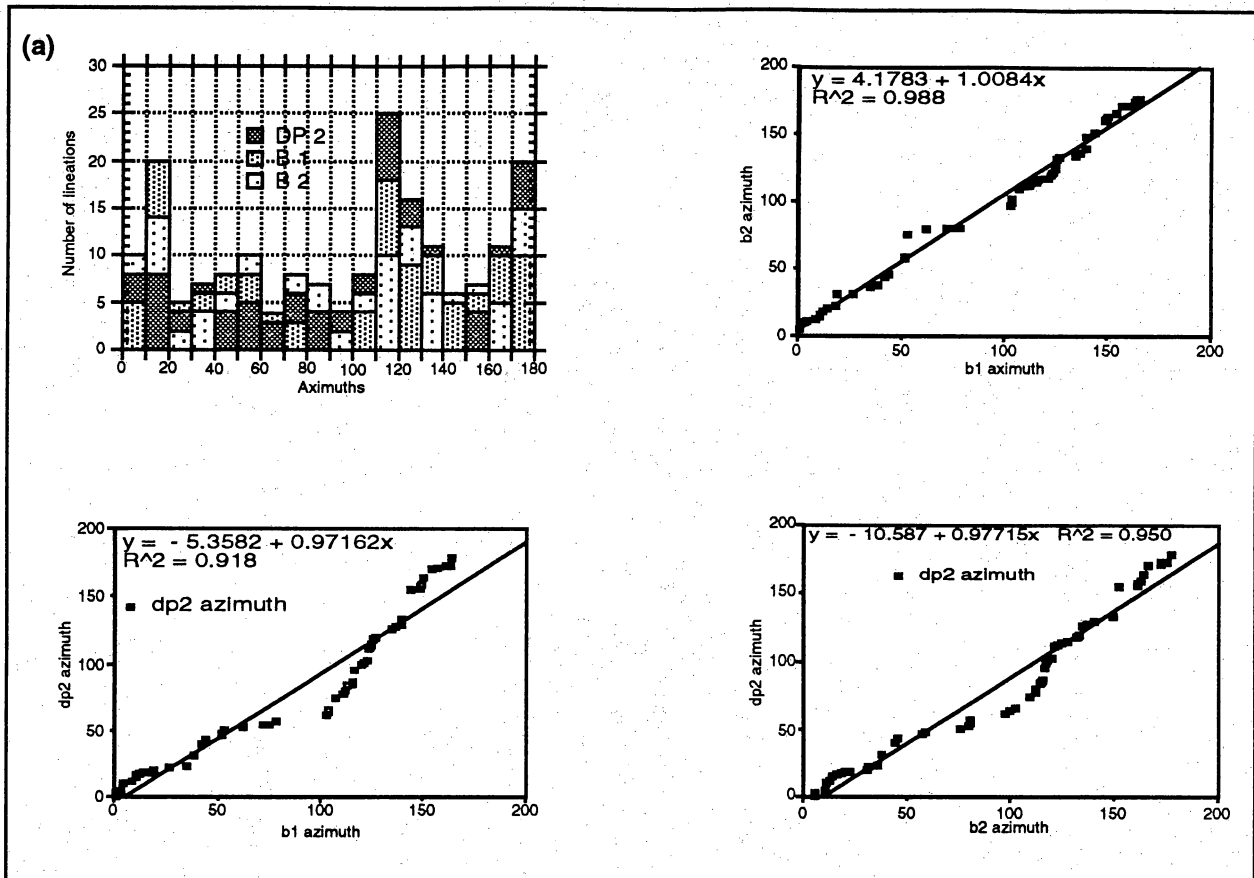 (a)
30
25
20
15
10
5
0
Number of lineations
DP 2
B 1
B 2
0 20 40 60 80 100 120 140 160 180
Aximuths
200
150
100
50
0
b2 azimuth
y = 4.1783 + 1.0084x
R^2 = 0.988
0 50 100 150 200
b1 aximuth
200
150
100
50
0
dp2 azimuth
y = - 5.3582 + 0.97162x
R^2 = 0.918
dp2 azimuth
0 50 100 150 200
b1 azimuth
200
150
100
50
0
dp2 azimuth
y = - 10.587 + 0.97715x R^2 = 0.950
dp2 azimuth
0 50 100 150 200
b2 azimuth